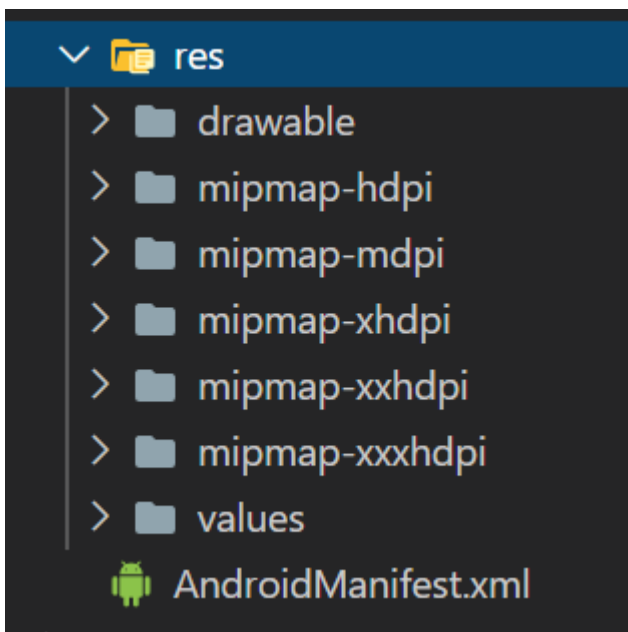 res
drawable
mipmap-hdpi
mipmap-mdpi
mipmap-xhdpi
mipmap-xxhdpi
mipmap-xxxhdpi
values
AndroidManifest.xml